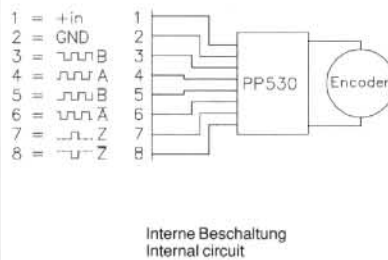 1 = +in 1
2 = GND 2
3 = B 3
4 = A 4
5 = B 5
6 = A̅ 6
7 = Z 7
8 = Z̅ 8
PP530
Encoder
Interne Beschaltung
Internal circuit